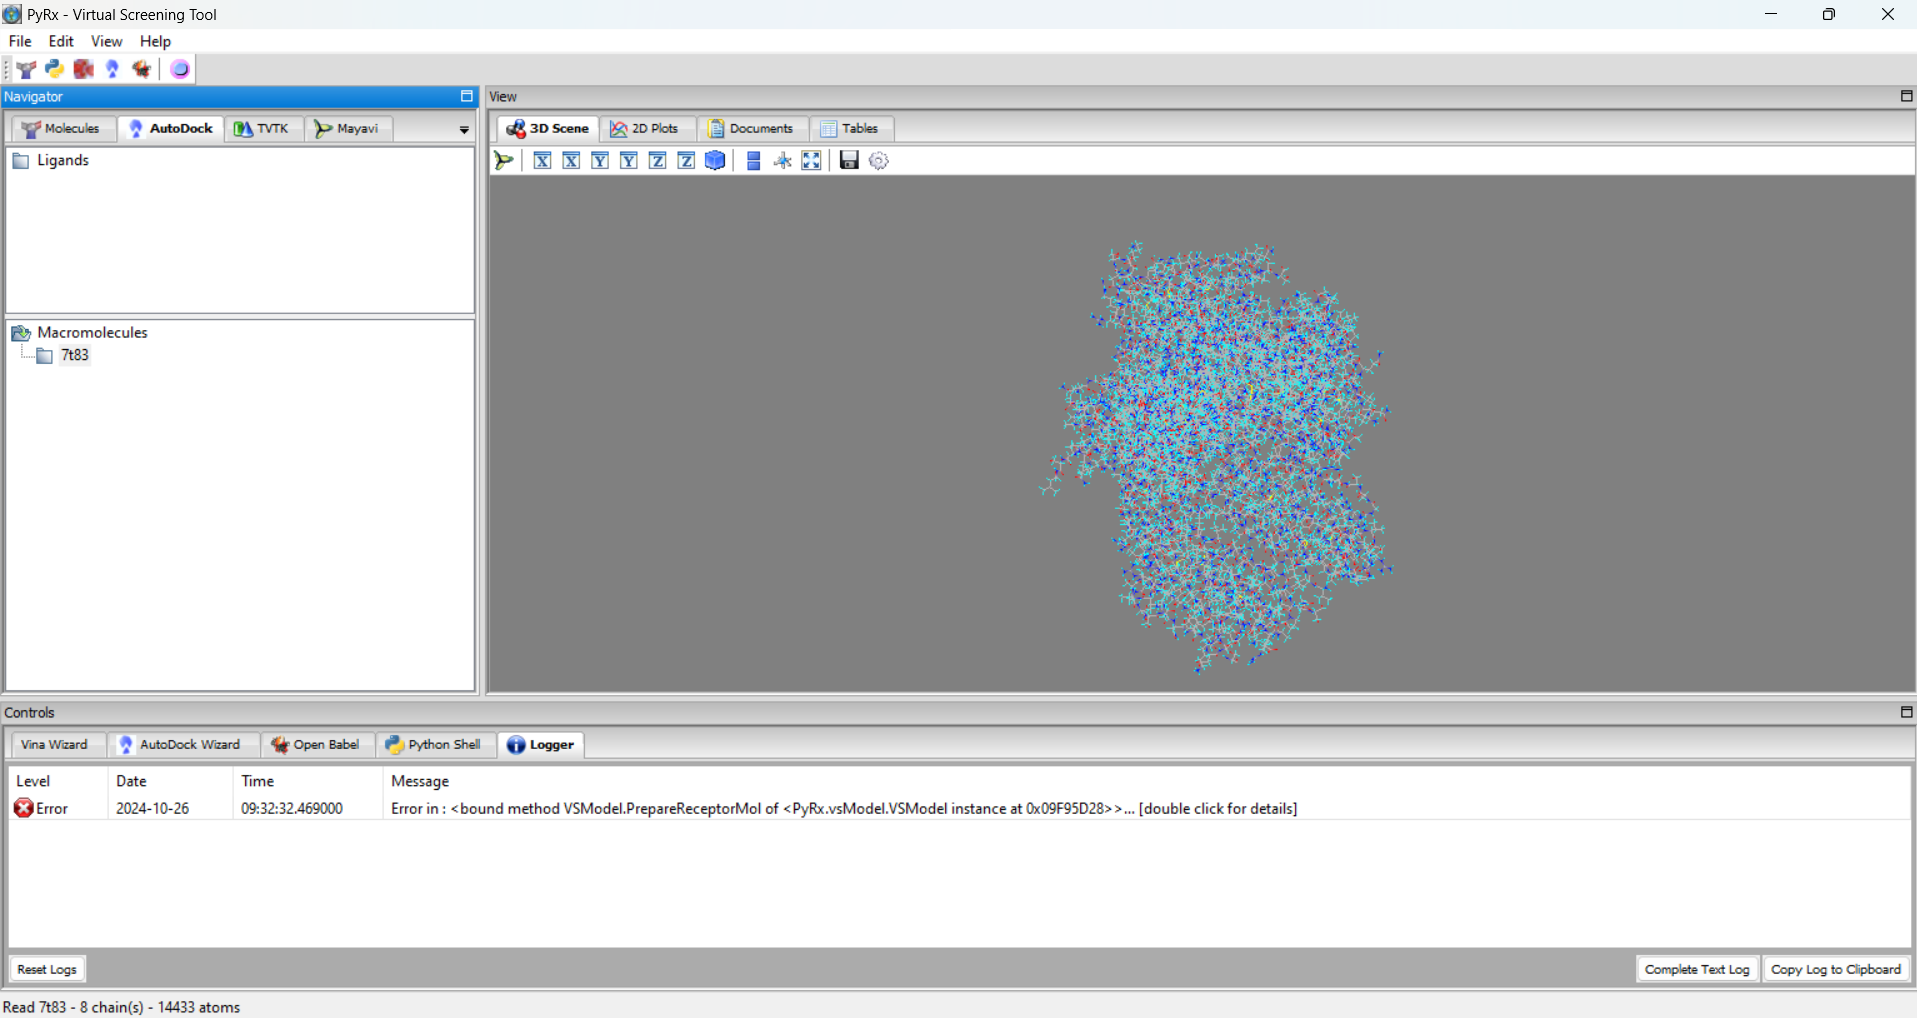 PyRx - Virtual Screening Tool
File Edit View Help
Navigator
View
Molecules AutoDock TVTK Mayavi
3D Scene 2D Plots Documents Tables
X X Y Y Z Z
Ligands
Macromolecules
7t83
Controls
Vina Wizard AutoDock Wizard Open Babel Python Shell Logger
Level Date Time Message
Error 2024-10-26 09:32:32.469000 Error in : <bound method VSModel.PrepareReceptorMol of <PyRx.vsModel.VSModel instance at 0x09F95D28>>... [double click for details]
Reset Logs Complete Text Log Copy Log to Clipboard
Read 7t83 - 8 chain(s) - 14433 atoms